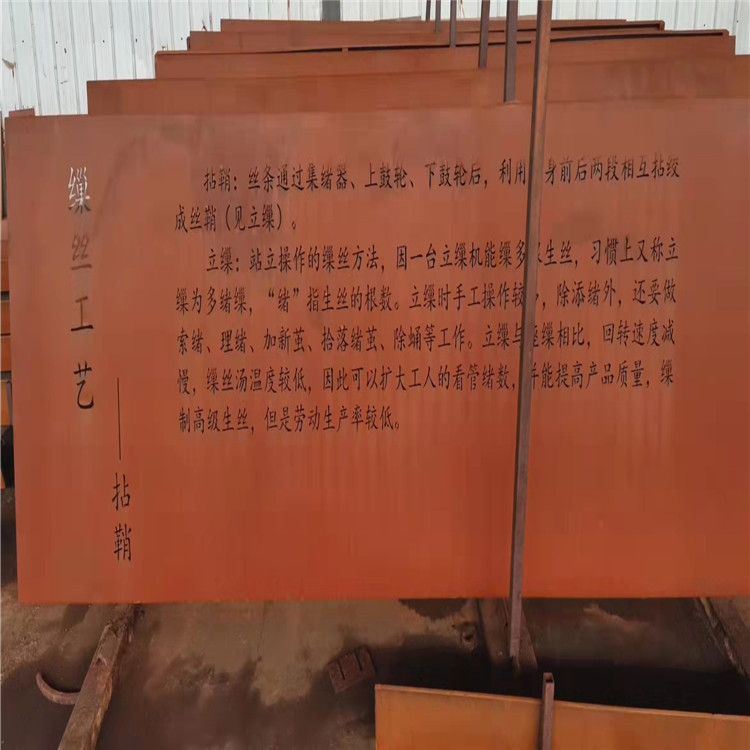 缫丝工艺
——拈鞘
拈鞘：丝条通过集绪器、上鼓轮、下鼓轮后，利用身前后两段相互拈绞
成丝鞘（见立缫）。
立缫：站立操作的缫丝方法，因一台立缫机能缫多生丝，习惯上又称立
缫为多绪缫，“绪”指生丝的根数。立缫时手工操作较，除添绪外，还要做
索绪、理绪、加新茧、拾落绪茧、除蛹等工作。立缫与缫相比，回转速度减
慢，缫丝汤温度较低，因此可以扩大工人的看管绪数，并能提高产品质量，缫
制高级生丝，但是劳动生产率较低。